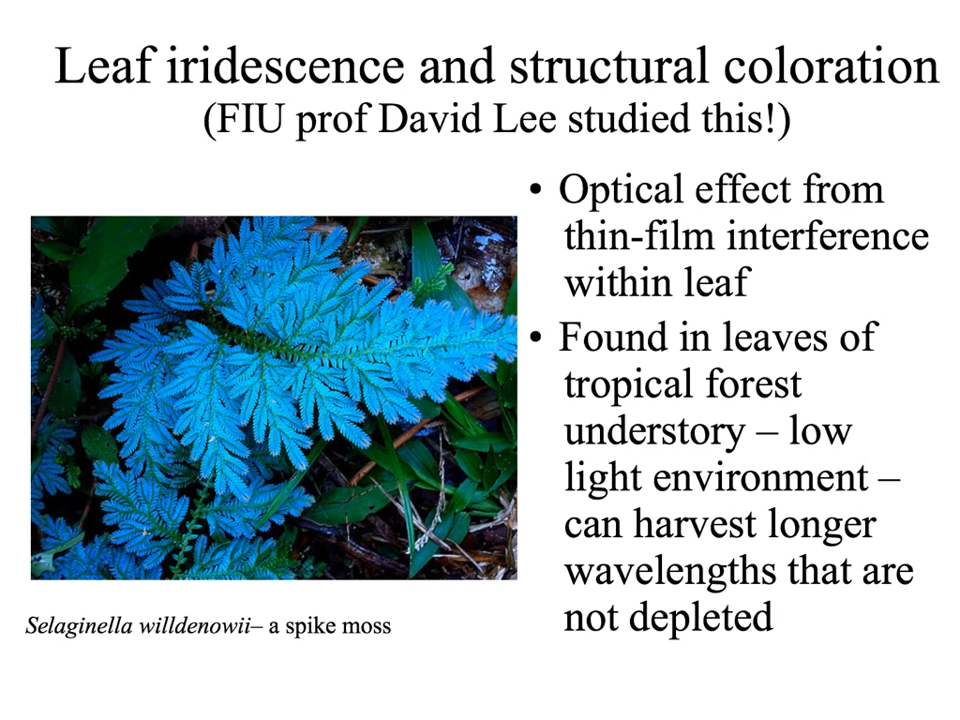 Leaf iridescence and structural coloration
(FIU prof David Lee studied this!)
• Optical effect from
thin-film interference
within leaf
• Found in leaves of
tropical forest
understory – low
light environment –
can harvest longer
wavelengths that are
not depleted
Selaginella willdenowii– a spike moss